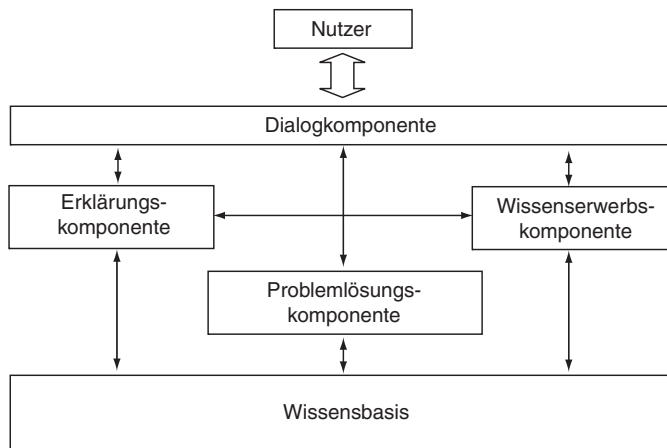 Nutzer
Dialogkomponente
Erklärungs-
komponente
Wissenserwerbs-
komponente
Problemlösungs-
komponente
Wissensbasis